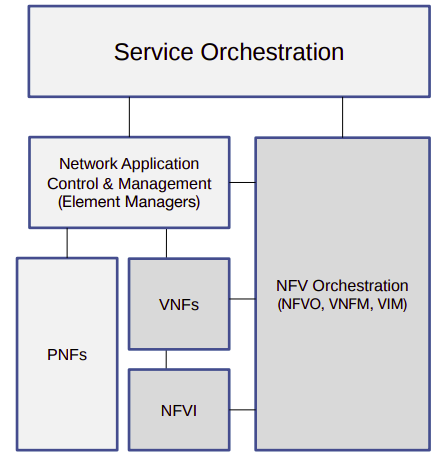 Service Orchestration
Network Application
Control & Management
(Element Managers)
NFV Orchestration
(NFVO, VNFM, VIM)
VNFs
PNFs
NFVI